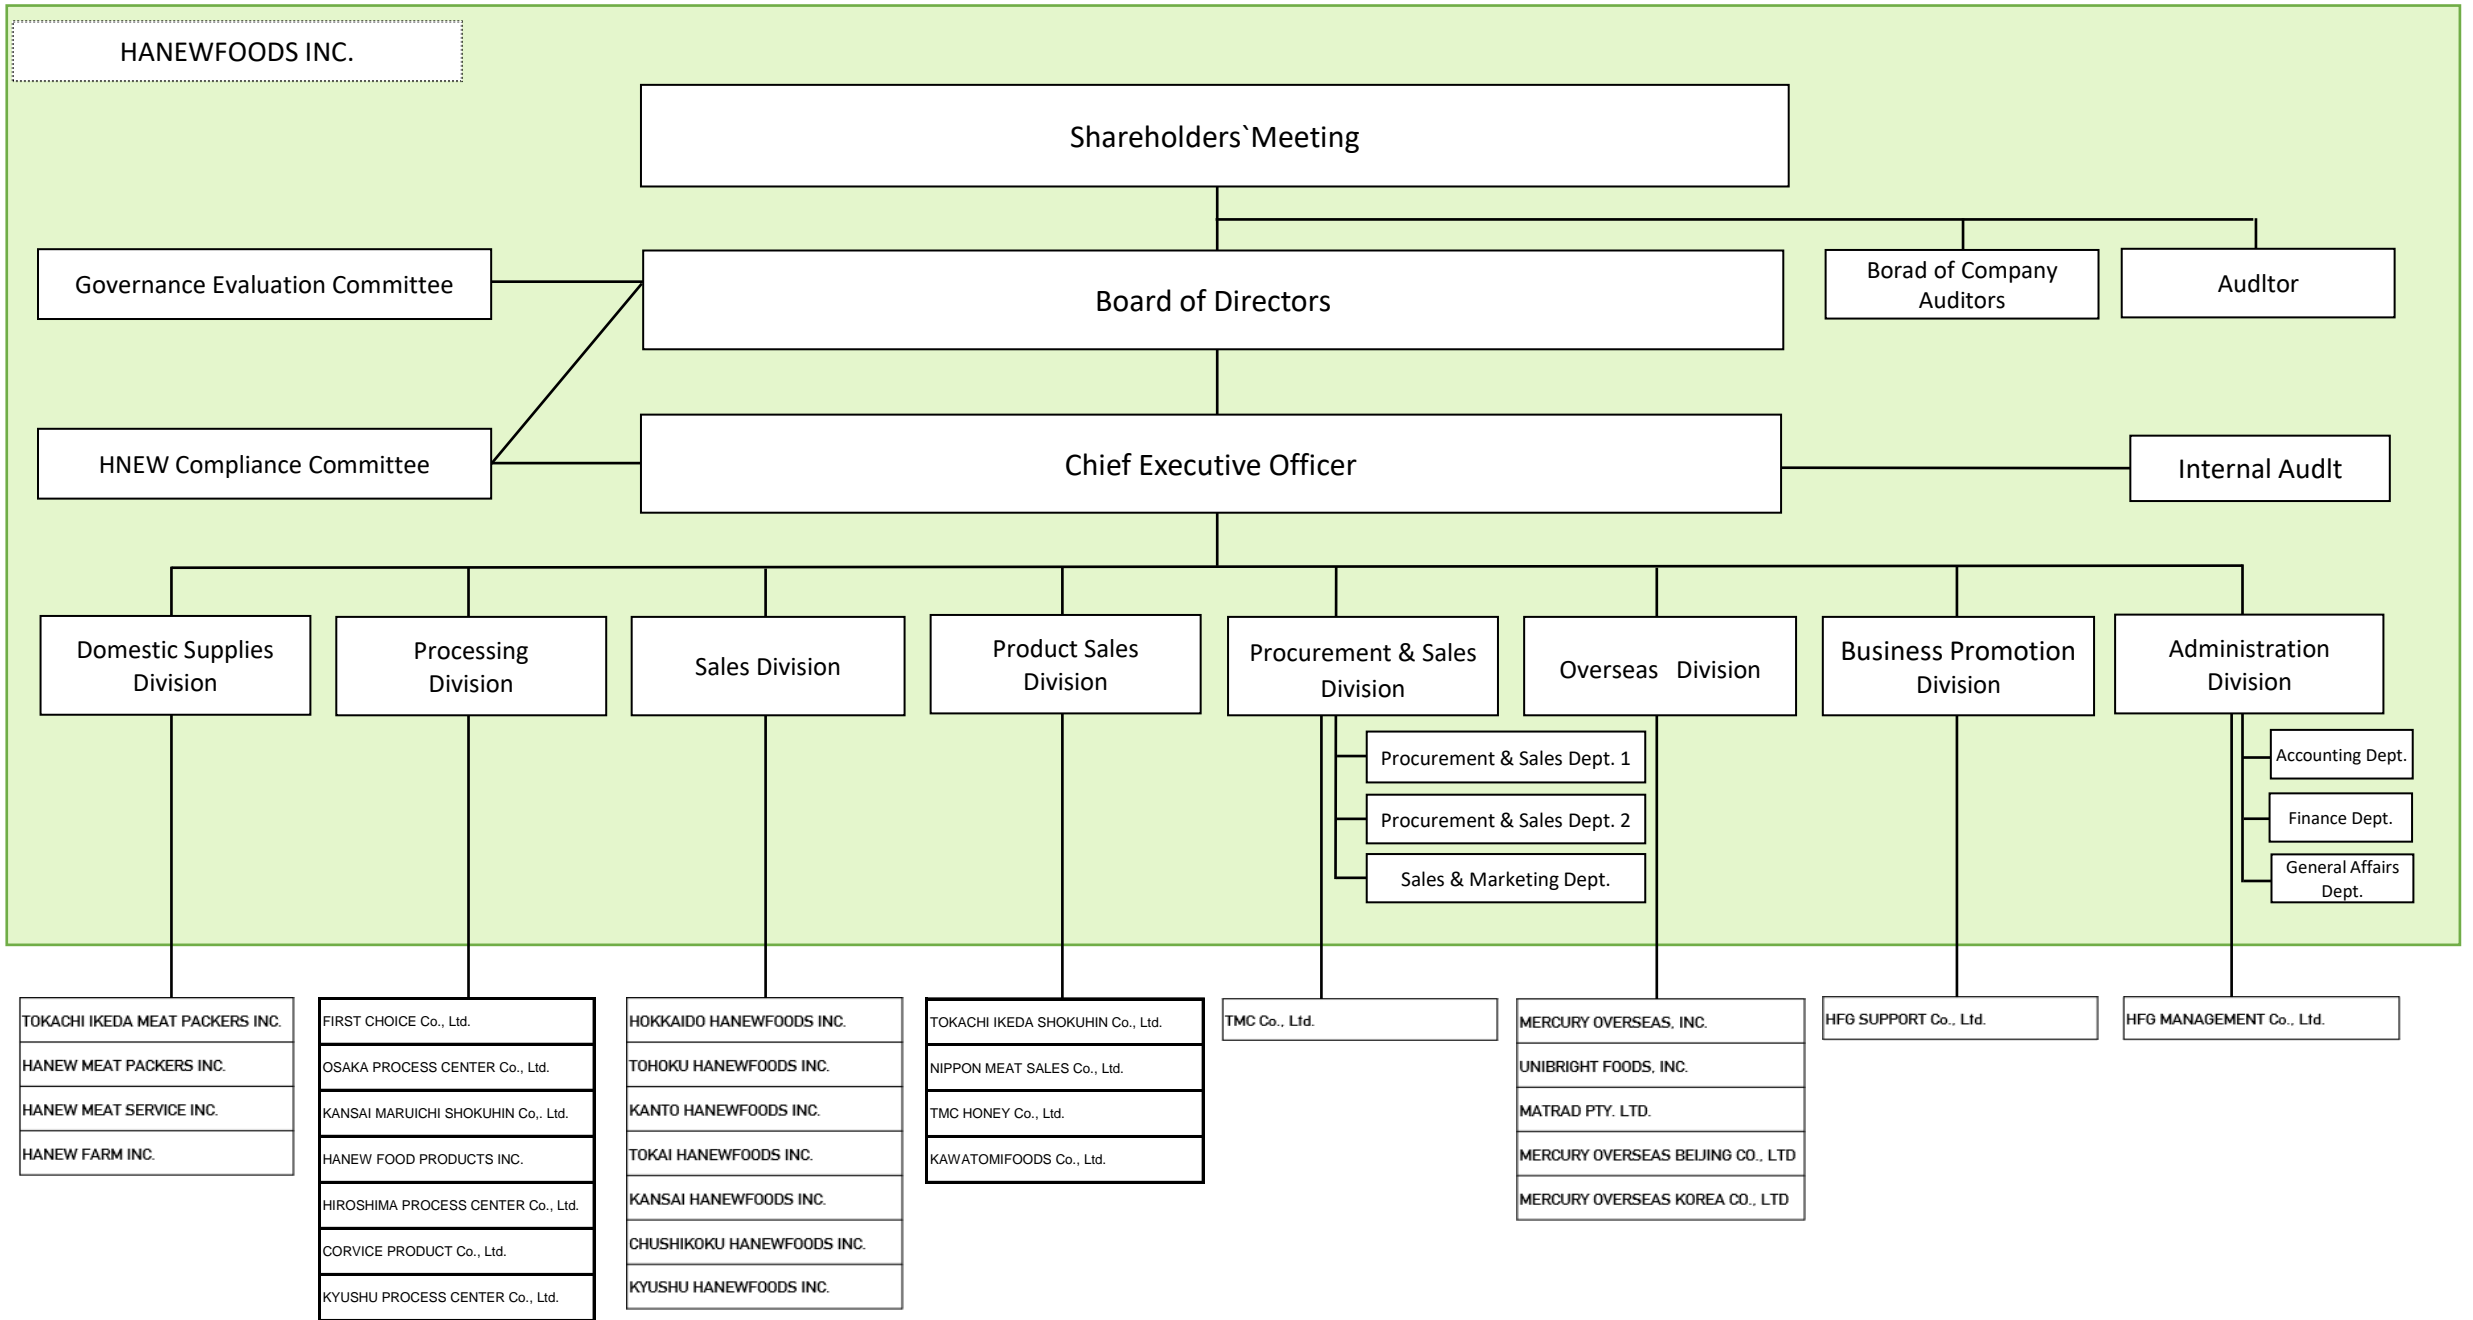 HANEWFOODS INC.
Shareholders`Meeting
Governance Evaluation Committee
Board of Directors
Borad of Company
Auditors
Audltor
HNEW Compliance Committee
Chief Executive Officer
Internal Audlt
Domestic Supplies
Division
Processing
Division
Sales Division
Product Sales
Division
Procurement & Sales
Division
Overseas Division
Business Promotion
Division
Administration
Division
Procurement & Sales Dept. 1
Procurement & Sales Dept. 2
Sales & Marketing Dept.
Accounting Dept.
Finance Dept.
General Affairs
Dept.
TOKACHI IKEDA MEAT PACKERS INC.
HANEW MEAT PACKERS INC.
HANEW MEAT SERVICE INC.
HANEW FARM INC.
FIRST CHOICE Co., Ltd.
OSAKA PROCESS CENTER Co., Ltd.
KANSAI MARUICHI SHOKUHIN Co,. Ltd.
HANEW FOOD PRODUCTS INC.
HIROSHIMA PROCESS CENTER Co., Ltd.
CORVICE PRODUCT Co., Ltd.
KYUSHU PROCESS CENTER Co., Ltd.
HOKKAIDO HANEWFOODS INC.
TOHOKU HANEWFOODS INC.
KANTO HANEWFOODS INC.
TOKAI HANEWFOODS INC.
KANSAI HANEWFOODS INC.
CHUSHIKOKU HANEWFOODS INC.
KYUSHU HANEWFOODS INC.
TOKACHI IKEDA SHOKUHIN Co., Ltd.
NIPPON MEAT SALES Co., Ltd.
TMC HONEY Co., Ltd.
KAWATOMIFOODS Co., Ltd.
TMC Co., Ltd.
MERCURY OVERSEAS, INC.
UNIBRIGHT FOODS, INC.
MATRAD PTY. LTD.
MERCURY OVERSEAS BEIJING CO., LTD
MERCURY OVERSEAS KOREA CO., LTD
HFG SUPPORT Co., Ltd.
HFG MANAGEMENT Co., Ltd.